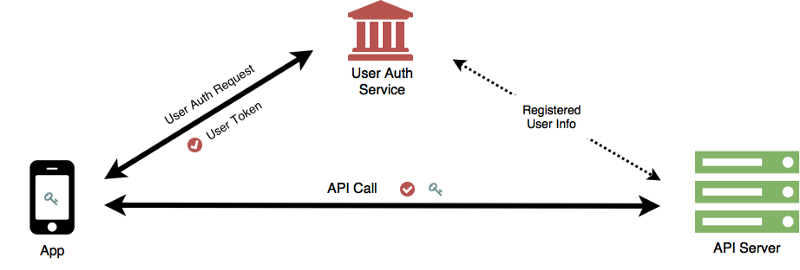 User Auth
Service
User Auth Request
User Token
Registered
User Info
API Call
App
API Server